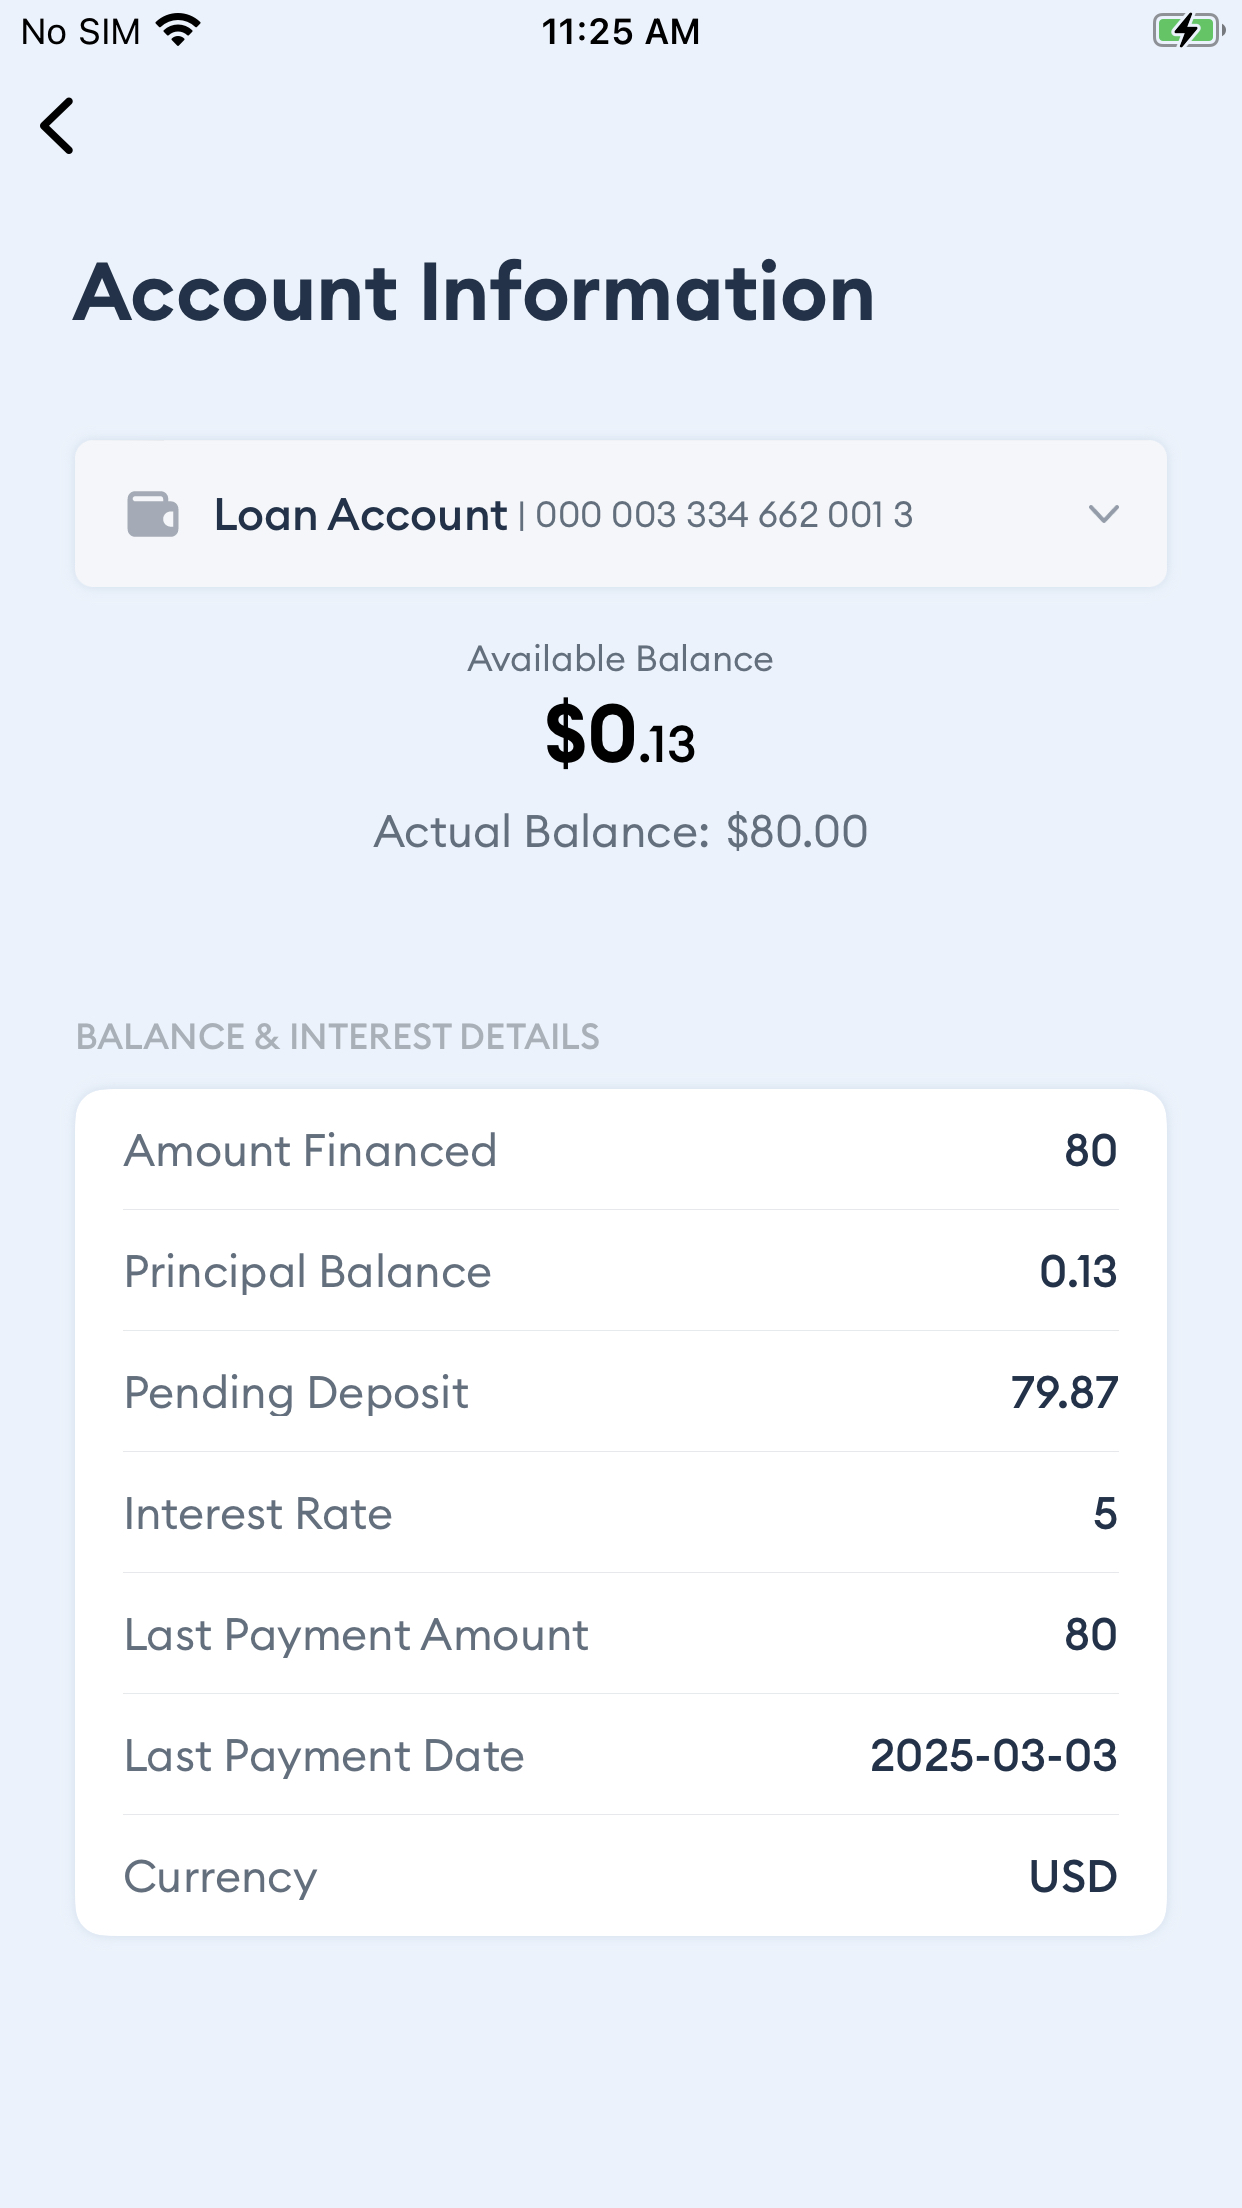 No SIM 11:25 AM
Account Information
Loan Account | 000 003 334 662 001 3
Available Balance
$0.13
Actual Balance: $80.00
BALANCE & INTEREST DETAILS
Amount Financed 80
Principal Balance 0.13
Pending Deposit 79.87
Interest Rate 5
Last Payment Amount 80
Last Payment Date 2025-03-03
Currency USD